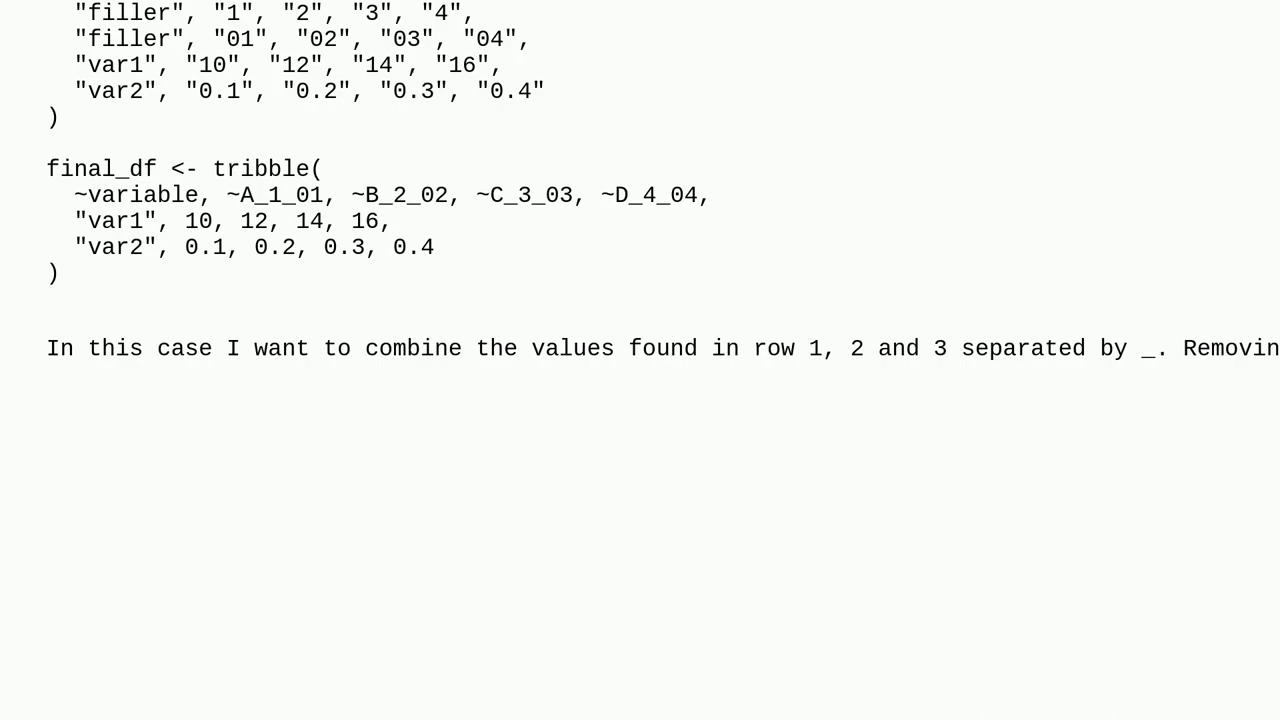 "filler", "1", "2", "3", "4",
"filler", "01", "02", "03", "04",
"var1", "10", "12", "14", "16",
"var2", "0.1", "0.2", "0.3", "0.4"
)
final_df <- tribble(
~variable, ~A_1_01, ~B_2_02, ~C_3_03, ~D_4_04,
"var1", 10, 12, 14, 16,
"var2", 0.1, 0.2, 0.3, 0.4
)
In this case I want to combine the values found in row 1, 2 and 3 separated by _. Removin